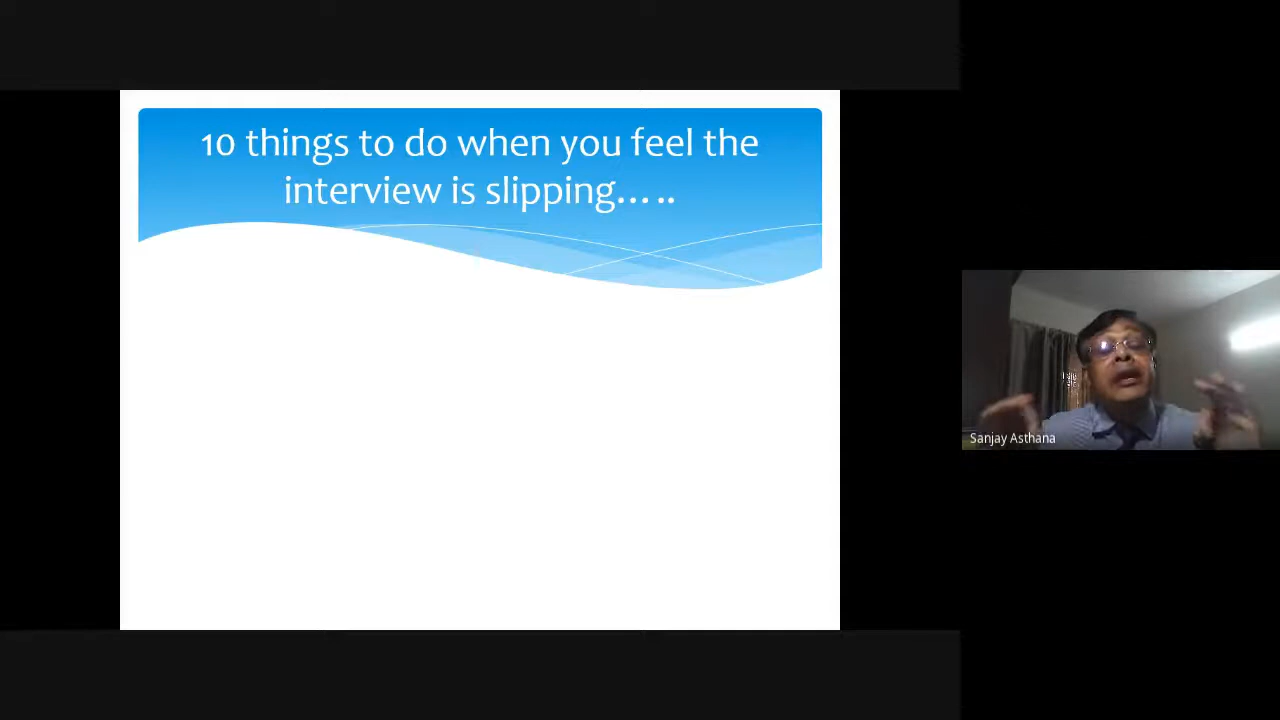 10 things to do when you feel the
interview is slipping…..
Sanjay Asthana